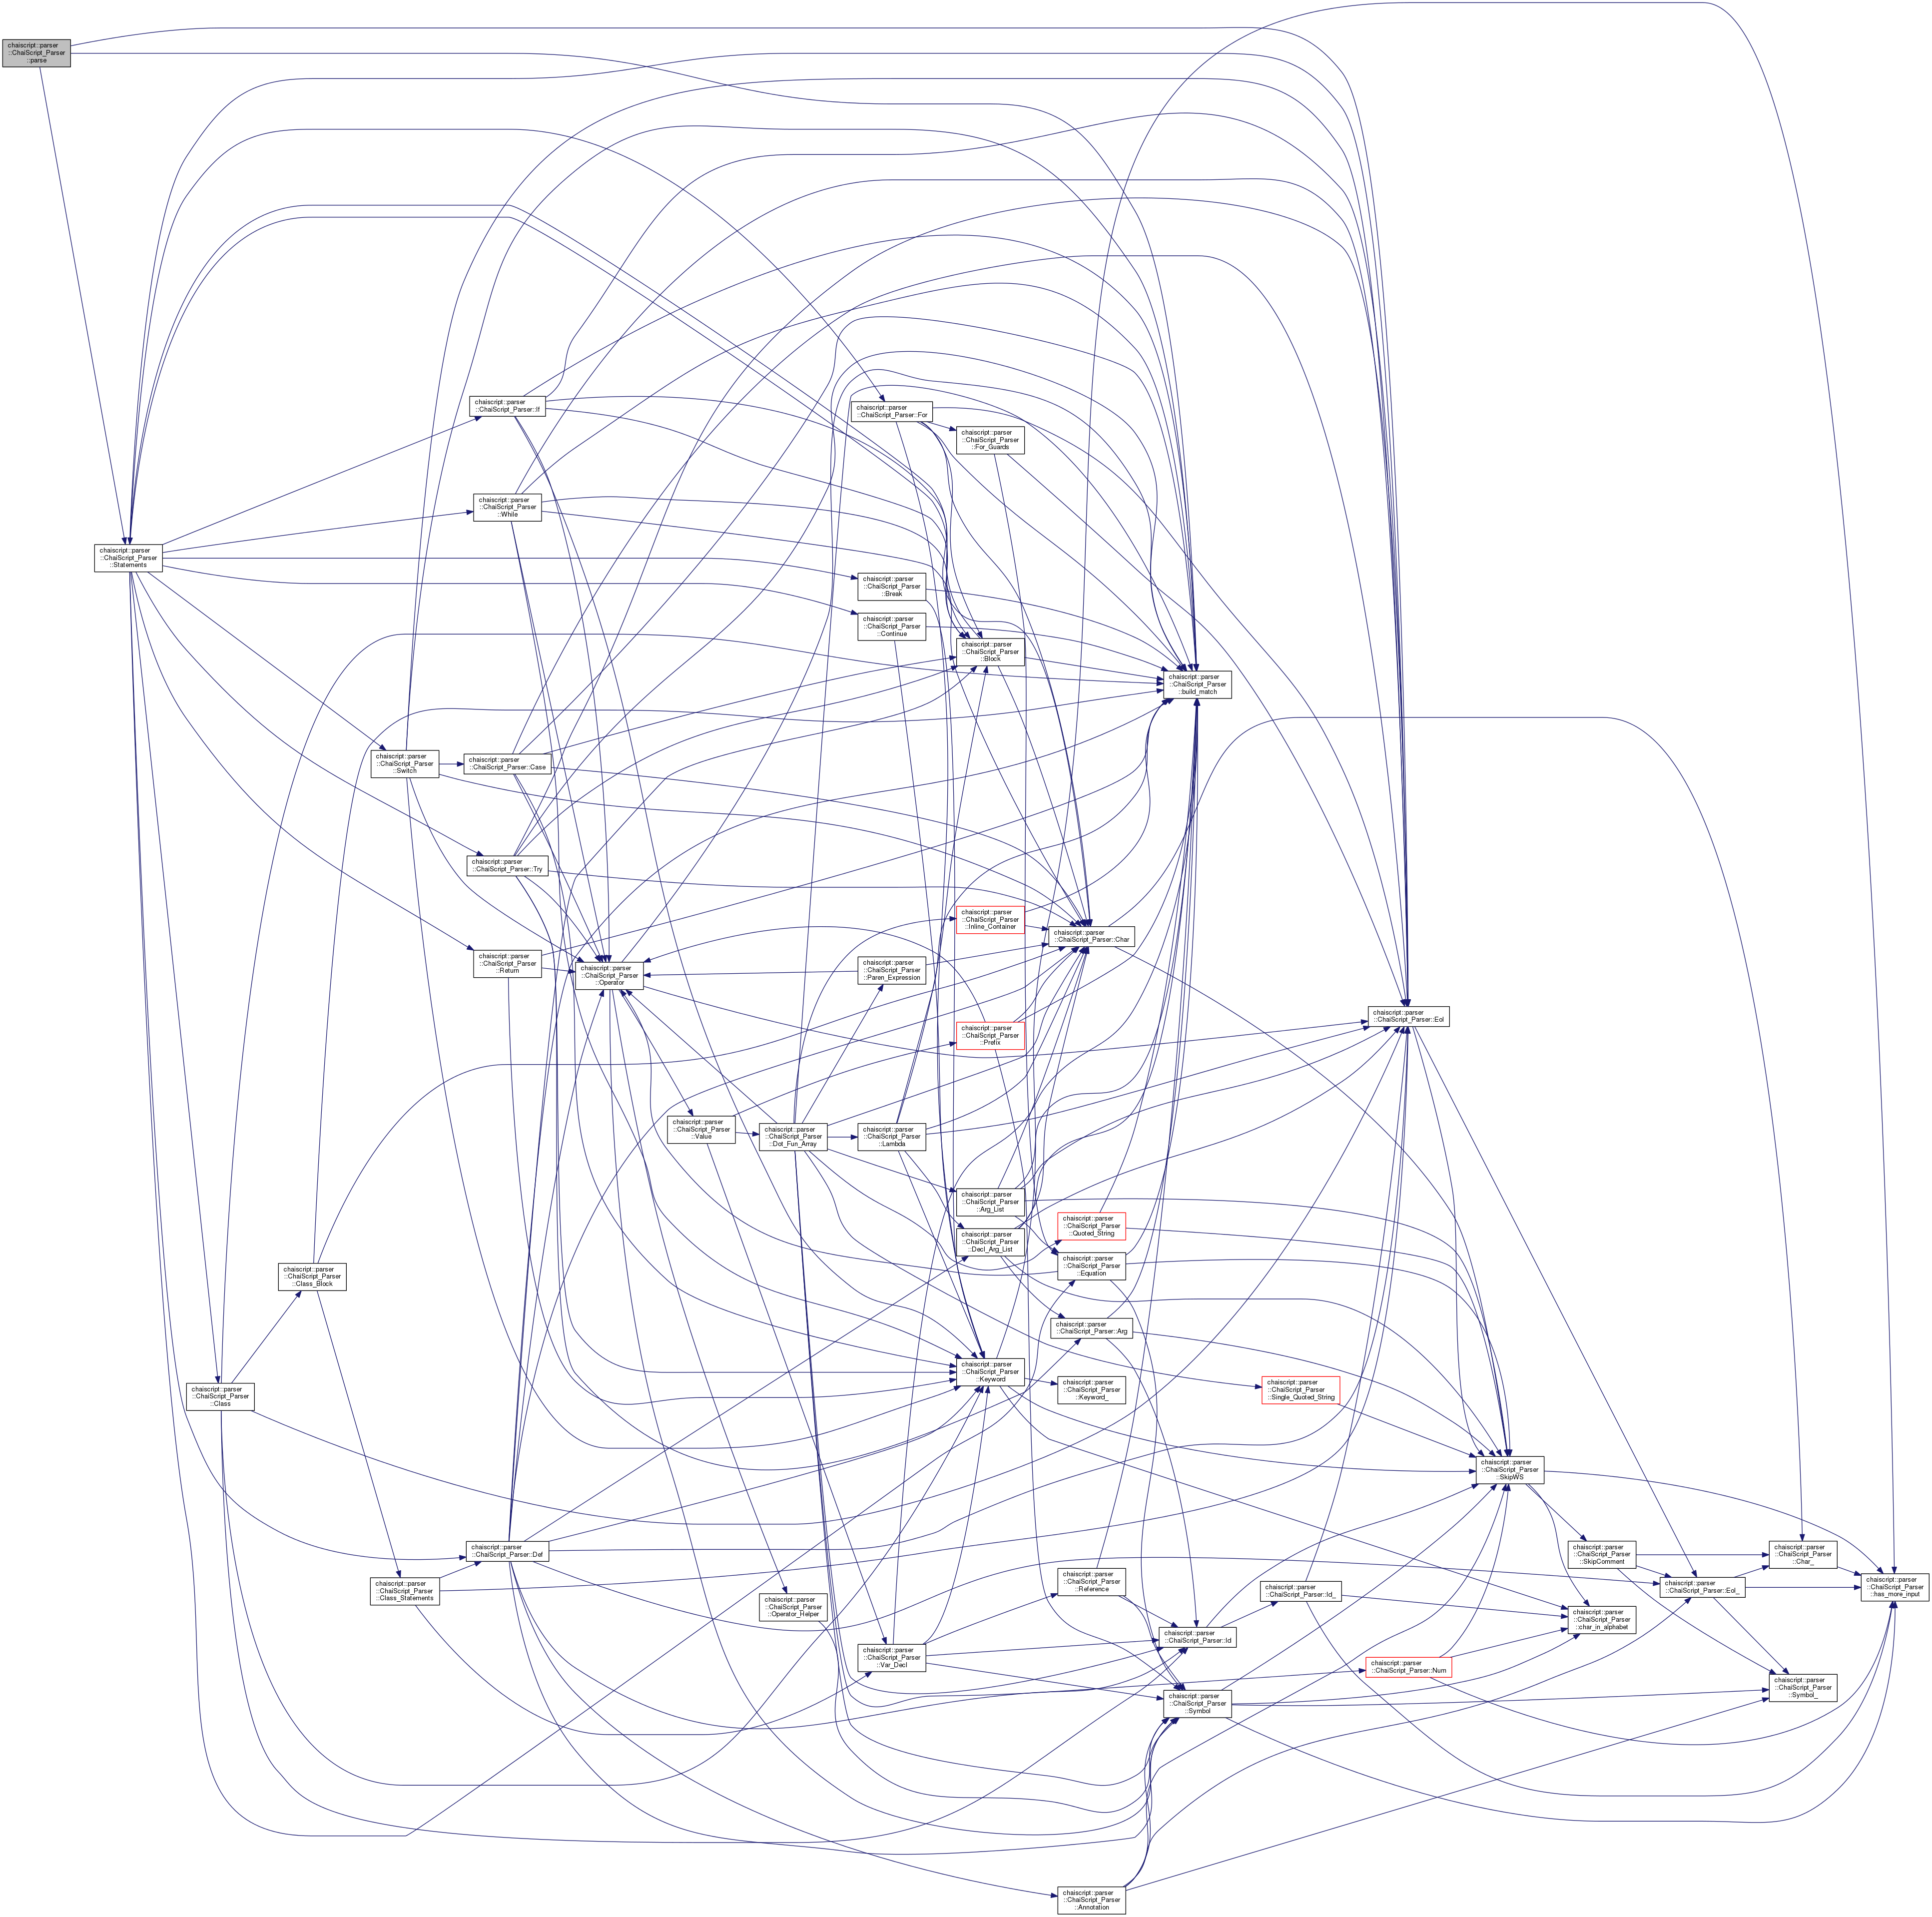 chaiscript::parser
::ChaiScript_Parser
::parse
chaiscript::parser
::ChaiScript_Parser
::Statements
chaiscript::parser
::ChaiScript_Parser
::Class
chaiscript::parser
::ChaiScript_Parser
::Class_Block
chaiscript::parser
::ChaiScript_Parser
::Switch
chaiscript::parser
::ChaiScript_Parser
::Class_Statements
chaiscript::parser
::ChaiScript_Parser::If
chaiscript::parser
::ChaiScript_Parser
::While
chaiscript::parser
::ChaiScript_Parser::Case
chaiscript::parser
::ChaiScript_Parser::Try
chaiscript::parser
::ChaiScript_Parser
::Return
chaiscript::parser
::ChaiScript_Parser::Def
chaiscript::parser
::ChaiScript_Parser
::Operator
chaiscript::parser
::ChaiScript_Parser
::Value
chaiscript::parser
::ChaiScript_Parser
::Dot_Fun_Array
chaiscript::parser
::ChaiScript_Parser
::Operator_Helper
chaiscript::parser
::ChaiScript_Parser::For
chaiscript::parser
::ChaiScript_Parser
::Break
chaiscript::parser
::ChaiScript_Parser
::Continue
chaiscript::parser
::ChaiScript_Parser
::Paren_Expression
chaiscript::parser
::ChaiScript_Parser
::Lambda
chaiscript::parser
::ChaiScript_Parser
::Var_Decl
chaiscript::parser
::ChaiScript_Parser
::For_Guards
chaiscript::parser
::ChaiScript_Parser
::Block
chaiscript::parser
::ChaiScript_Parser
::Inline_Container
chaiscript::parser
::ChaiScript_Parser
::Prefix
chaiscript::parser
::ChaiScript_Parser
::Arg_List
chaiscript::parser
::ChaiScript_Parser
::Decl_Arg_List
chaiscript::parser
::ChaiScript_Parser
::Keyword
chaiscript::parser
::ChaiScript_Parser::Char
chaiscript::parser
::ChaiScript_Parser
::Quoted_String
chaiscript::parser
::ChaiScript_Parser
::Equation
chaiscript::parser
::ChaiScript_Parser::Arg
chaiscript::parser
::ChaiScript_Parser
::Keyword_
chaiscript::parser
::ChaiScript_Parser
::Reference
chaiscript::parser
::ChaiScript_Parser
::Annotation
chaiscript::parser
::ChaiScript_Parser
::build_match
chaiscript::parser
::ChaiScript_Parser::Id
chaiscript::parser
::ChaiScript_Parser
::Symbol
chaiscript::parser
::ChaiScript_Parser
::Single_Quoted_String
chaiscript::parser
::ChaiScript_Parser::Id_
chaiscript::parser
::ChaiScript_Parser::Eol
chaiscript::parser
::ChaiScript_Parser::Num
chaiscript::parser
::ChaiScript_Parser
::SkipWS
chaiscript::parser
::ChaiScript_Parser
::SkipComment
chaiscript::parser
::ChaiScript_Parser
::char_in_alphabet
chaiscript::parser
::ChaiScript_Parser::Eol_
chaiscript::parser
::ChaiScript_Parser
::Char_
chaiscript::parser
::ChaiScript_Parser
::Symbol_
chaiscript::parser
::ChaiScript_Parser
::has_more_input